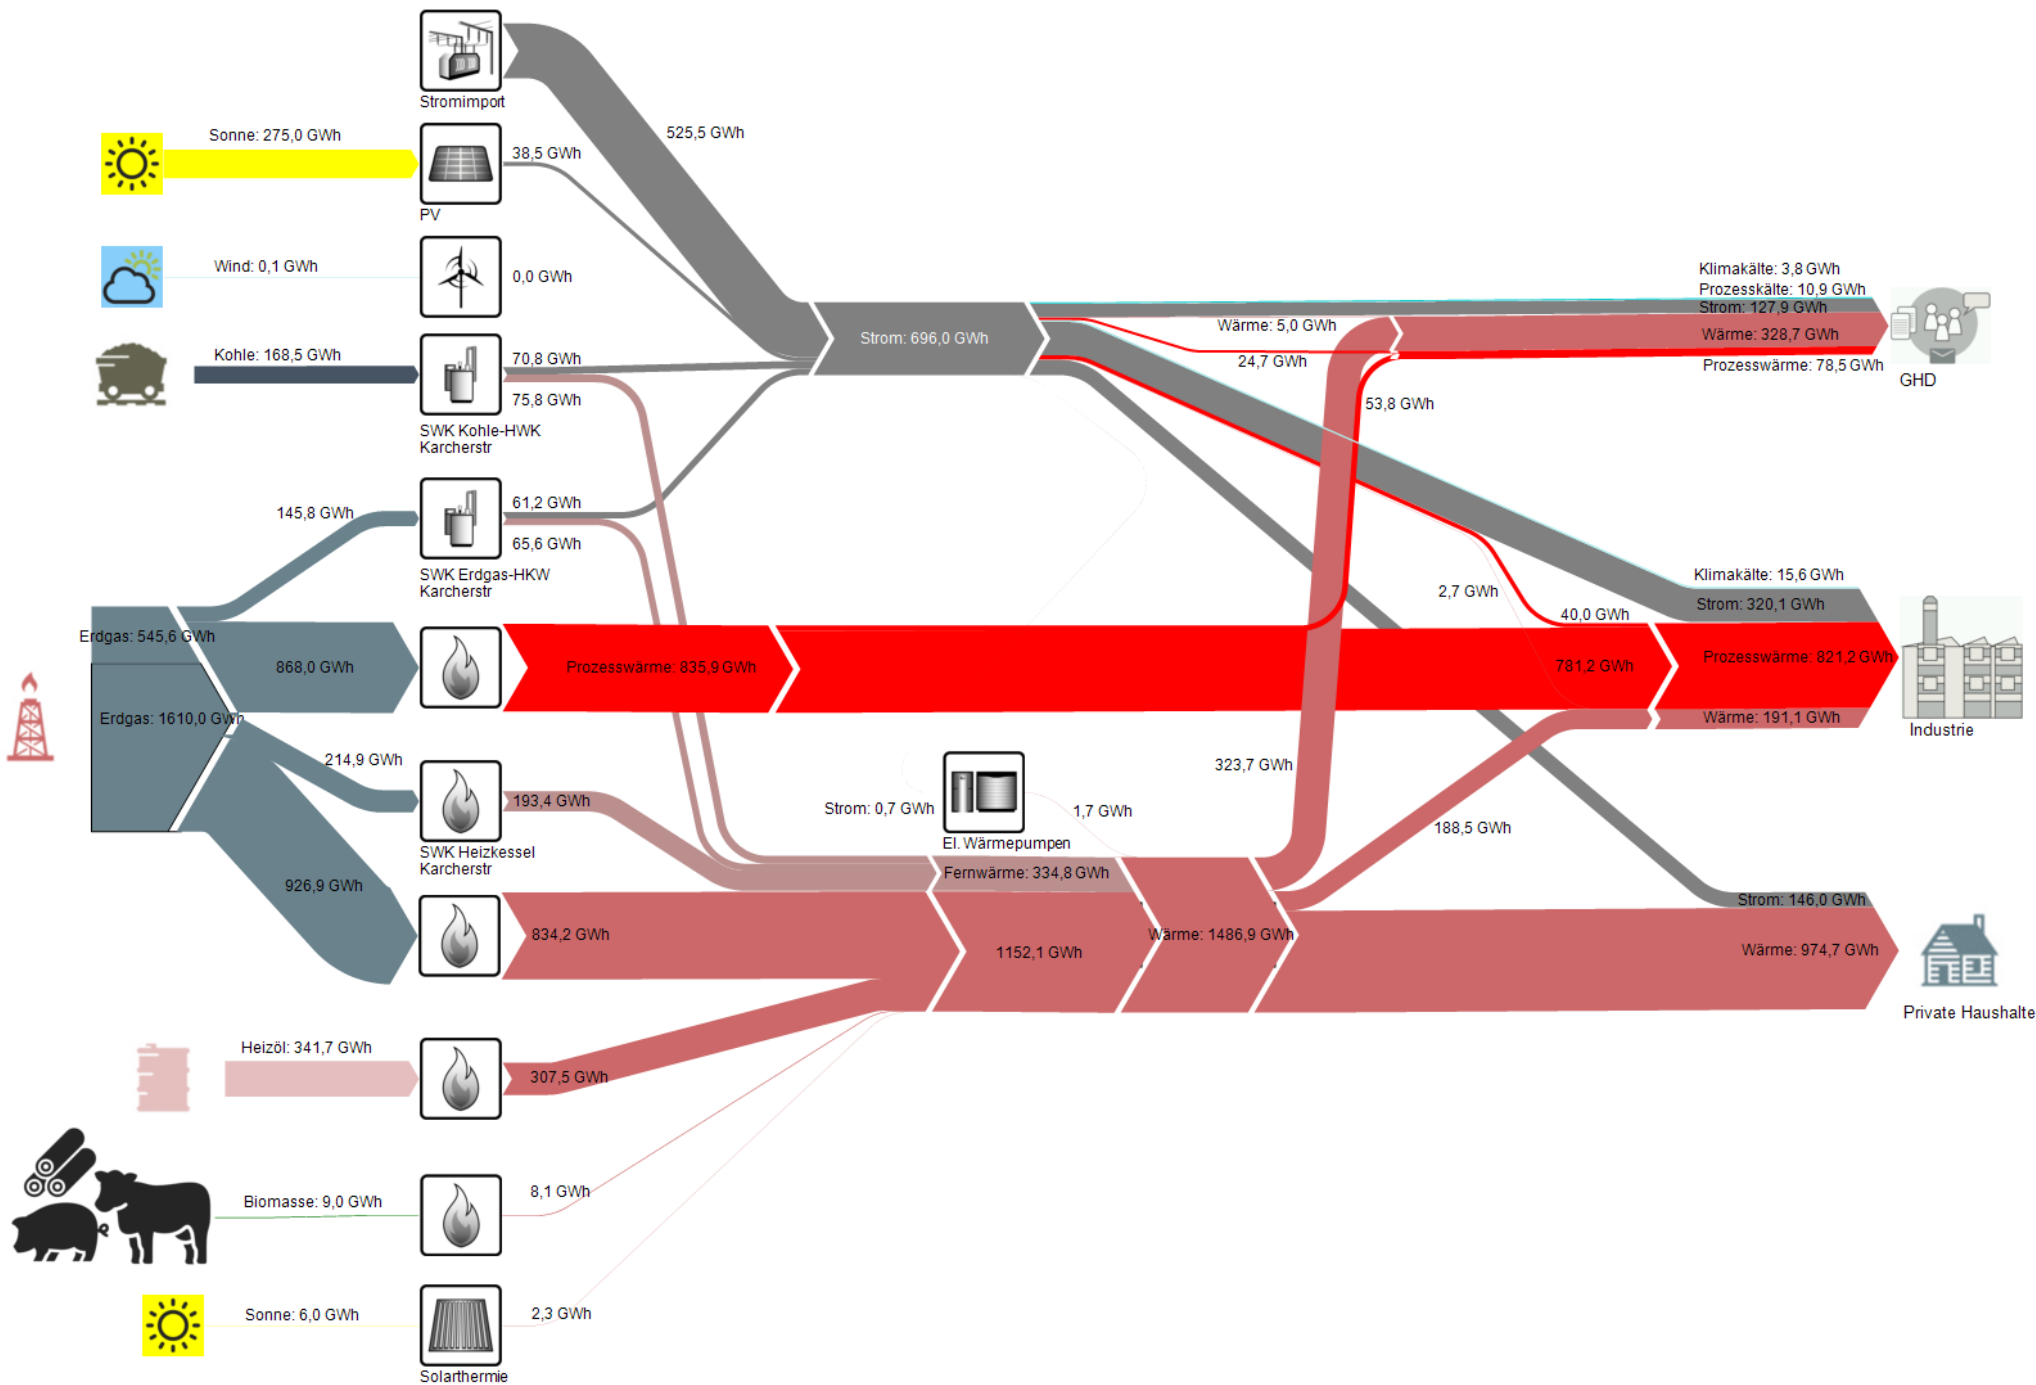 Stromimport
525,5 GWh
Sonne: 275,0 GWh
38,5 GWh
PV
Wind: 0,1 GWh
0,0 GWh
Kohle: 168,5 GWh
70,8 GWh
75,8 GWh
SWK Kohle-HWK
Karcherstr
145,8 GWh
61,2 GWh
65,6 GWh
SWK Erdgas-HKW
Karcherstr
Erdgas: 545,6 GWh
868,0 GWh
Erdgas: 1610,0 GWh
Prozesswärme: 835,9 GWh
214,9 GWh
193,4 GWh
SWK Heizkessel
Karcherstr
926,9 GWh
834,2 GWh
Heizöl: 341,7 GWh
307,5 GWh
Biomasse: 9,0 GWh
8,1 GWh
Sonne: 6,0 GWh
2,3 GWh
Solarthermie
Strom: 696,0 GWh
Wärme: 5,0 GWh
24,7 GWh
53,8 GWh
2,7 GWh
40,0 GWh
781,2 GWh
323,7 GWh
188,5 GWh
Strom: 0,7 GWh
1,7 GWh
El. Wärmepumpen
Fernwärme: 334,8 GWh
1152,1 GWh
Wärme: 1486,9 GWh
Klimakälte: 3,8 GWh
Prozesskälte: 10,9 GWh
Strom: 127,9 GWh
Wärme: 328,7 GWh
Prozesswärme: 78,5 GWh
GHD
Klimakälte: 15,6 GWh
Strom: 320,1 GWh
Prozesswärme: 821,2 GWh
Wärme: 191,1 GWh
Industrie
Strom: 146,0 GWh
Wärme: 974,7 GWh
Private Haushalte